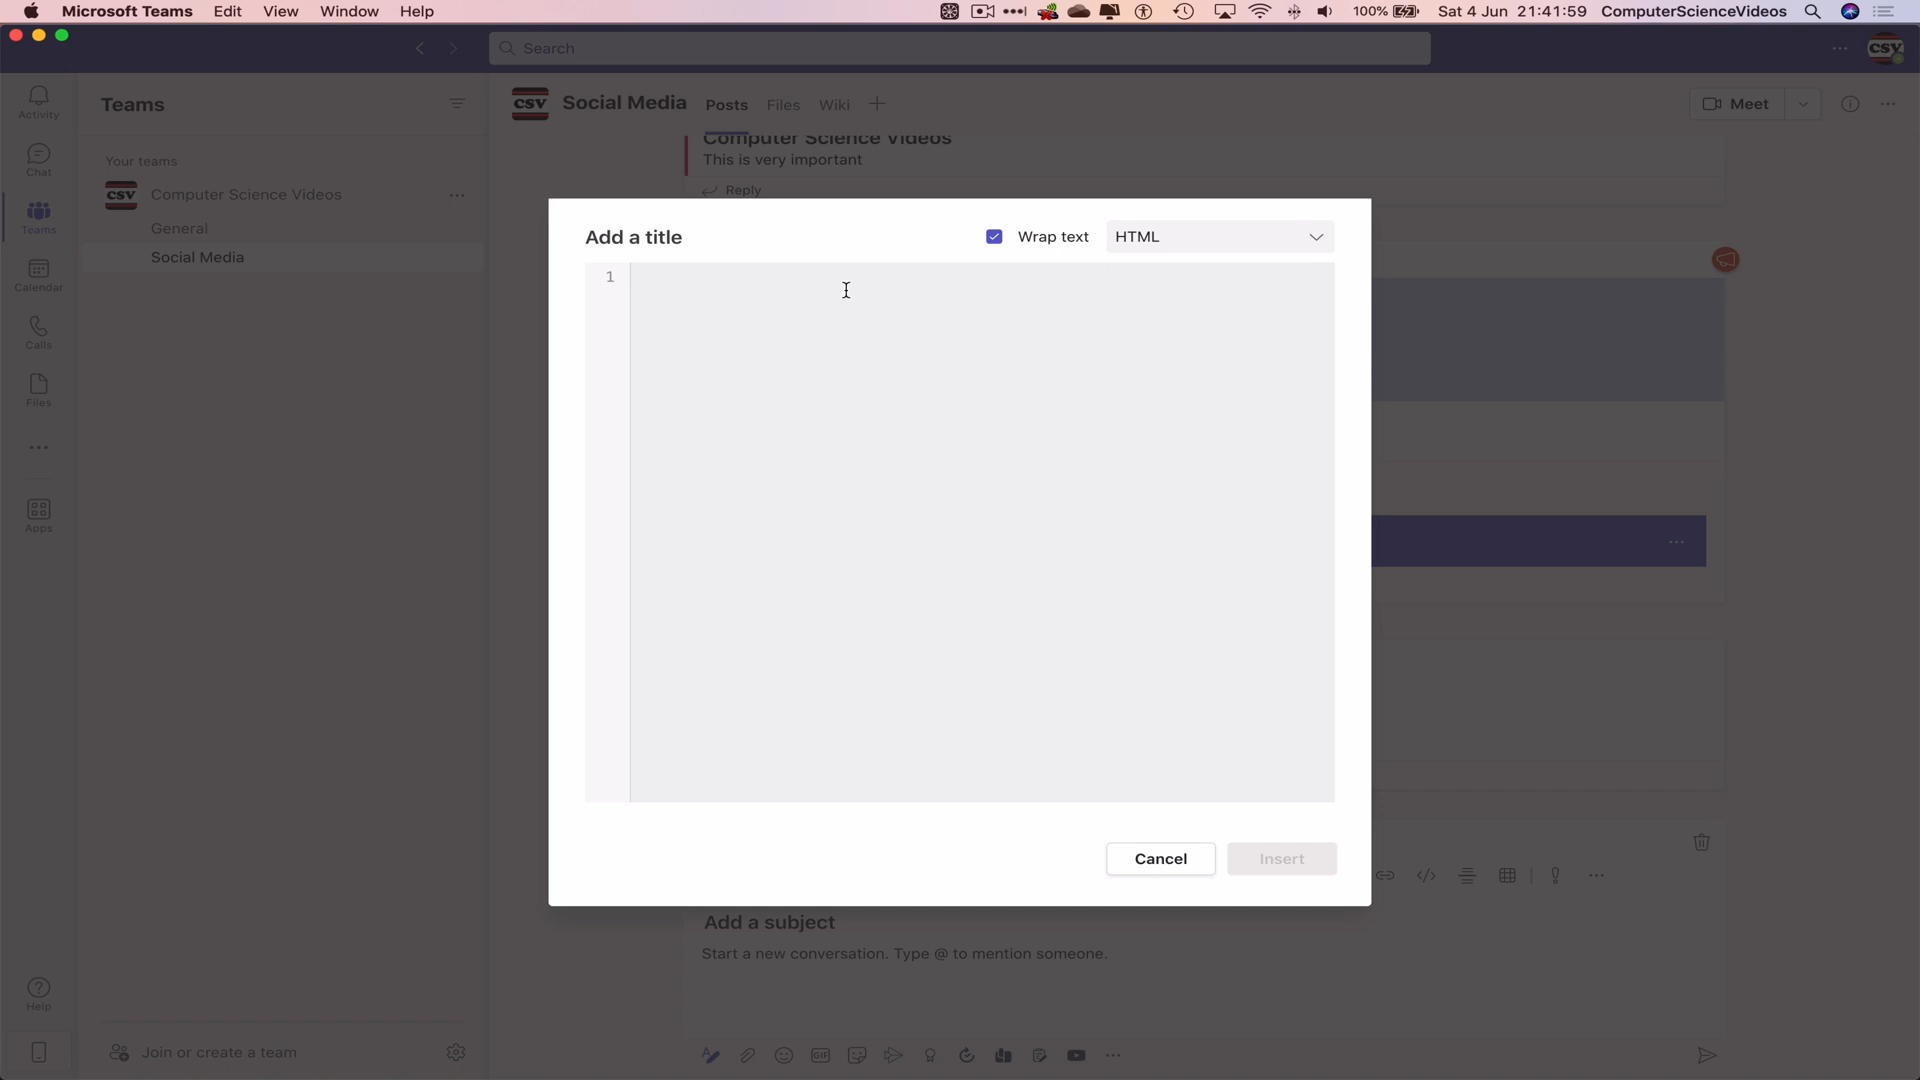 Microsoft Teams Edit View Window Help 100% Sat 4 Jun 21:41:59 ComputerScienceVideos
Search
csv
Activity
Chat
Teams
Calendar
Calls
Files
Apps
Help
Teams
Your teams
csv Computer Science Videos
General
Social Media
Join or create a team
csv Social Media Posts Files Wiki
Meet
Computer Science Videos
This is very important
Reply
Add a title
Wrap text
HTML
1
Cancel
Insert
Add a subject
Start a new conversation. Type @ to mention someone.
GIF